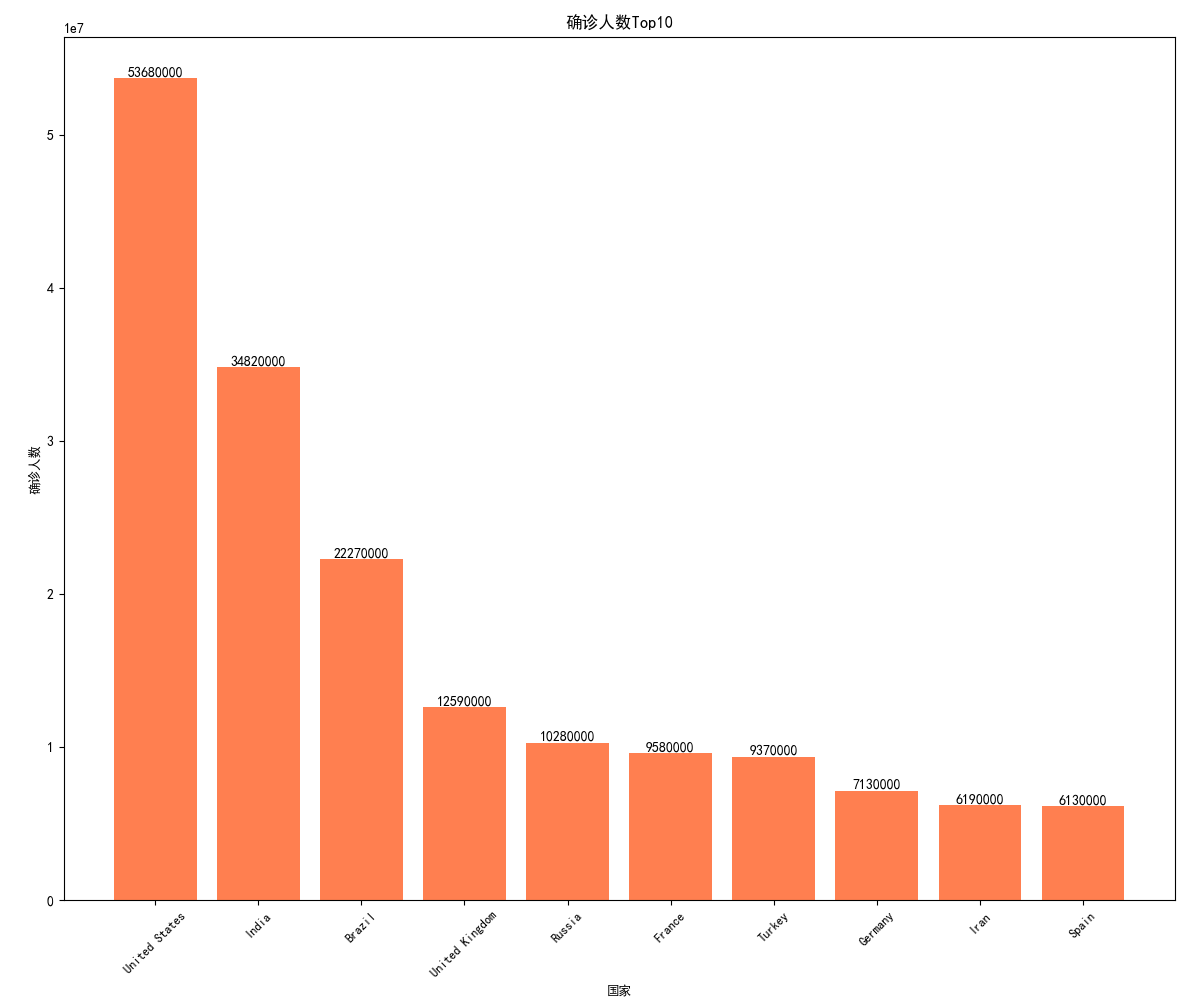 确诊人数Top10
1e7
53680000
34820000
22270000
12590000
10280000
9580000
9370000
7130000
6190000
6130000
5
4
3
2
1
0
确诊人数
United States
India
Brazil
United Kingdom
Russia
France
Turkey
Germany
Iran
Spain
国家